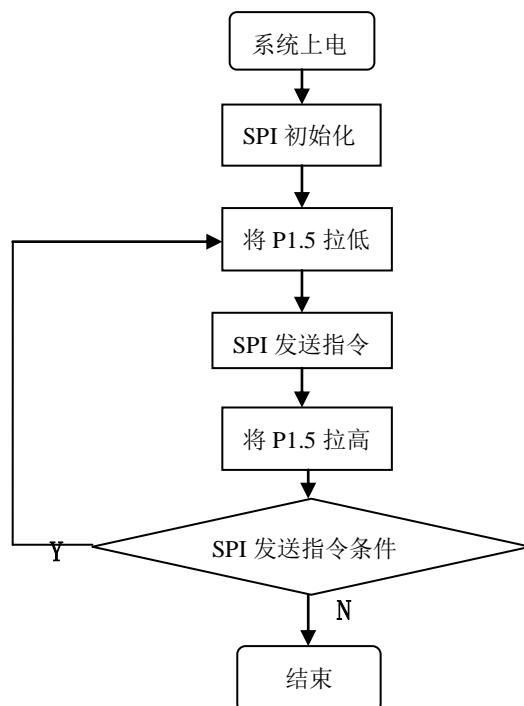 系统上电
SPI 初始化
将 P1.5 拉低
SPI 发送指令
将 P1.5 拉高
SPI 发送指令条件
Y
N
结束